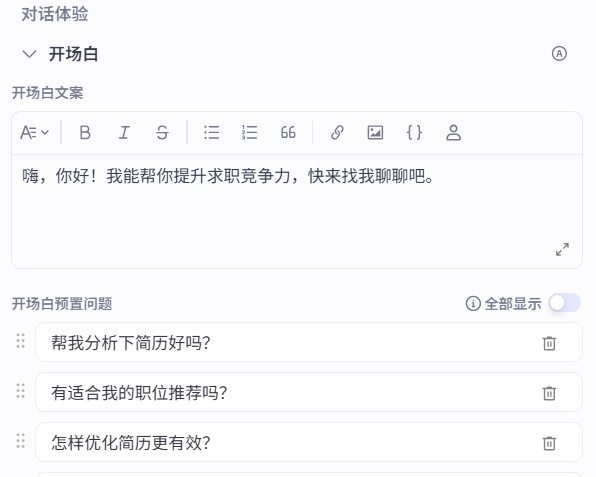 对话体验
开场白
开场白文案
嗨，你好！我能帮你提升求职竞争力，快来找我聊聊吧。
开场白预置问题 全部显示
帮我分析下简历好吗？
有适合我的职位推荐吗？
怎样优化简历更有效？